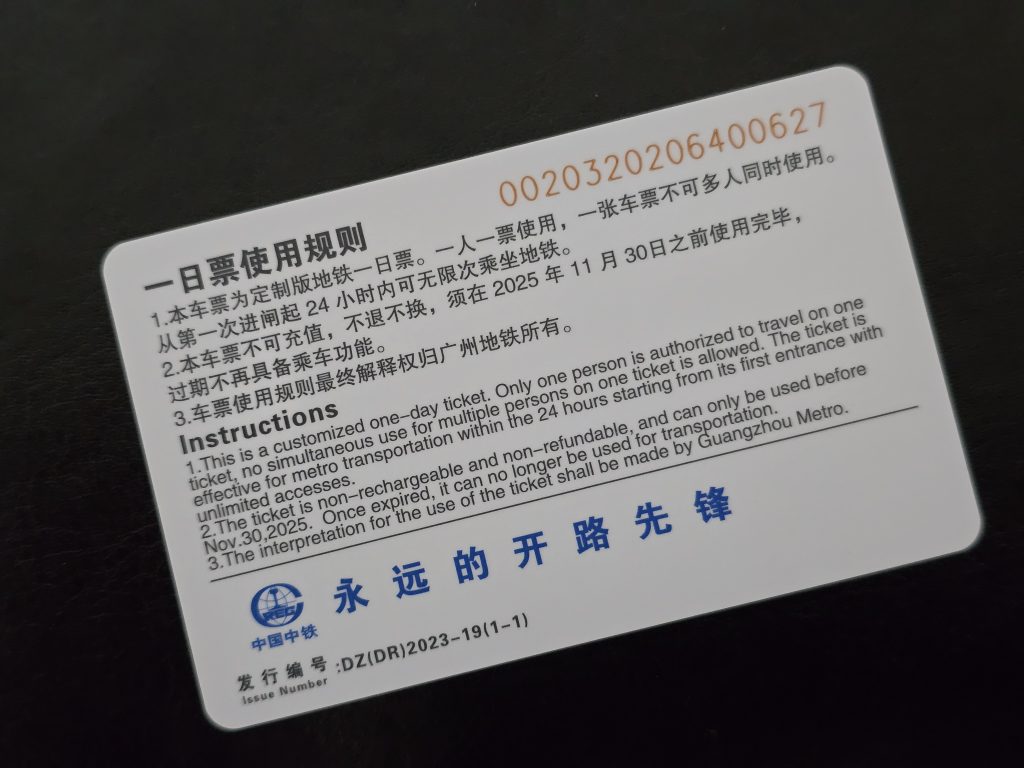 0020320206400627
一日票使用规则
1.本车票为定制版地铁一日票。一人一票使用，一张车票不可多人同时使用。
从第一次进闸起 24 小时内可无限次乘坐地铁。
2.本车票不可充值，不退不换，须在 2025 年 11 月 30日之前使用完毕，
过期不再具备乘车功能。
3.车票使用规则最终解释权归广州地铁所有。
Instructions
1.This is a customized one-day ticket. Only one person is authorized to travel on one
ticket, no simultaneous use for multiple persons on one ticket is allowed. The ticket is
effective for metro transportation within the 24 hours starting from its first entrance with
unlimited accesses.
2.The ticket is non-rechargeable and non-refundable, and can only be used before
Nov.30,2025. Once expired, it can no longer be used for transportation.
3.The interpretation for the use of the ticket shall be made by Guangzhou Metro.
CREC
中国中铁
永远的开路先锋
发行编号:DZ(DR)2023-19(1-1)
Issue Number